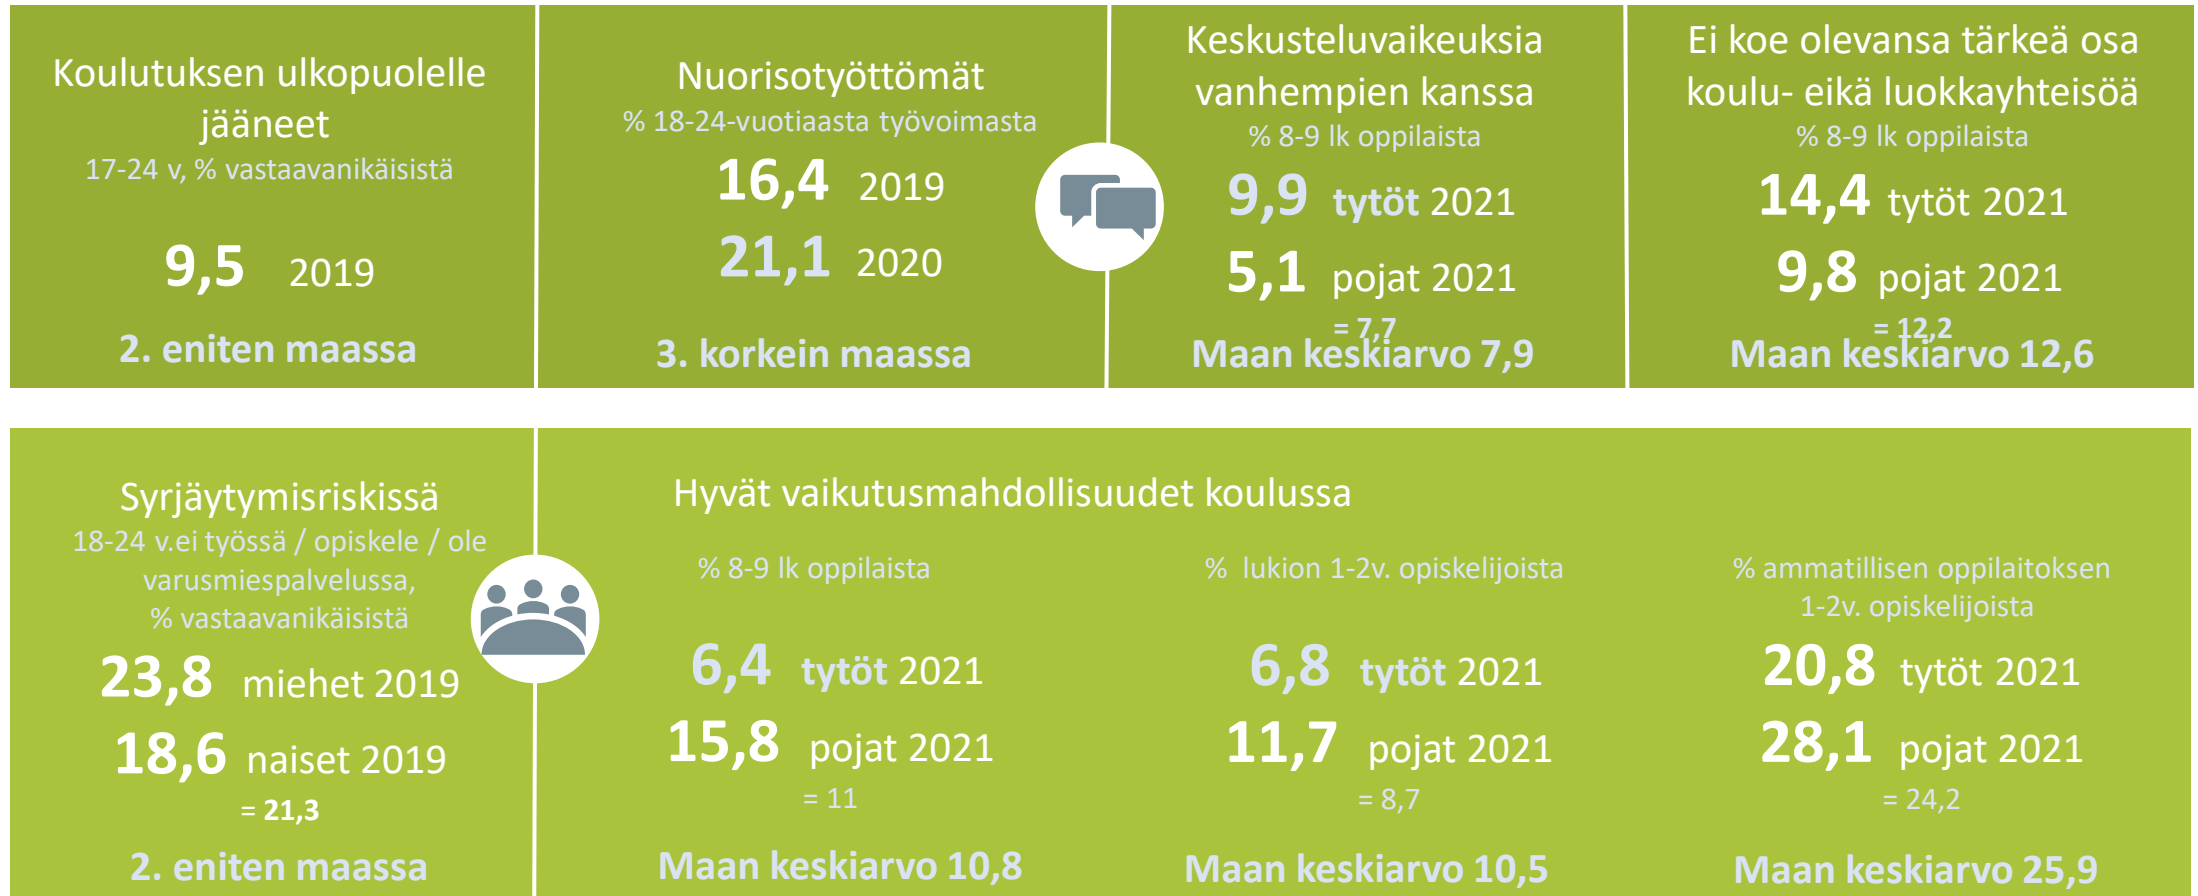 Koulutuksen ulkopuolelle
jääneet
17-24 v, % vastaavanikäisistä
9,5 2019
2. eniten maassa
Nuorisotyöttömät
% 18-24-vuotiaasta työvoimasta
16,4 2019
21,1 2020
3. korkein maassa
Keskusteluvaikeuksia
vanhempien kanssa
% 8-9 lk oppilaista
9,9 tytöt 2021
5,1 pojat 2021
= 7,7
Maan keskiarvo 7,9
Ei koe olevansa tärkeä osa
koulu- eikä luokkayhteisöä
% 8-9 lk oppilaista
14,4 tytöt 2021
9,8 pojat 2021
= 12,2
Maan keskiarvo 12,6
Syrjäytymisriskissä
18-24 v.ei työssä / opiskele / ole
varusmiespalvelussa,
% vastaavanikäisistä
23,8 miehet 2019
18,6 naiset 2019
= 21,3
2. eniten maassa
Hyvät vaikutusmahdollisuudet koulussa
% 8-9 lk oppilaista
6,4 tytöt 2021
15,8 pojat 2021
= 11
Maan keskiarvo 10,8
% lukion 1-2v. opiskelijoista
6,8 tytöt 2021
11,7 pojat 2021
= 8,7
Maan keskiarvo 10,5
% ammatillisen oppilaitoksen
1-2v. opiskelijoista
20,8 tytöt 2021
28,1 pojat 2021
= 24,2
Maan keskiarvo 25,9